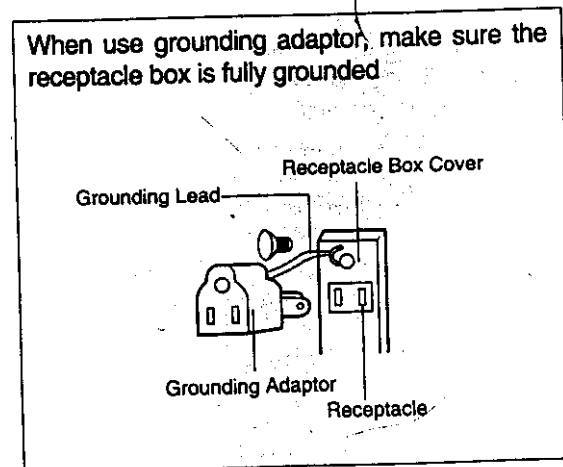 When use grounding adaptor, make sure the
receptacle box is fully grounded
Receptacle Box Cover
Grounding Lead
Grounding Adaptor
Receptacle